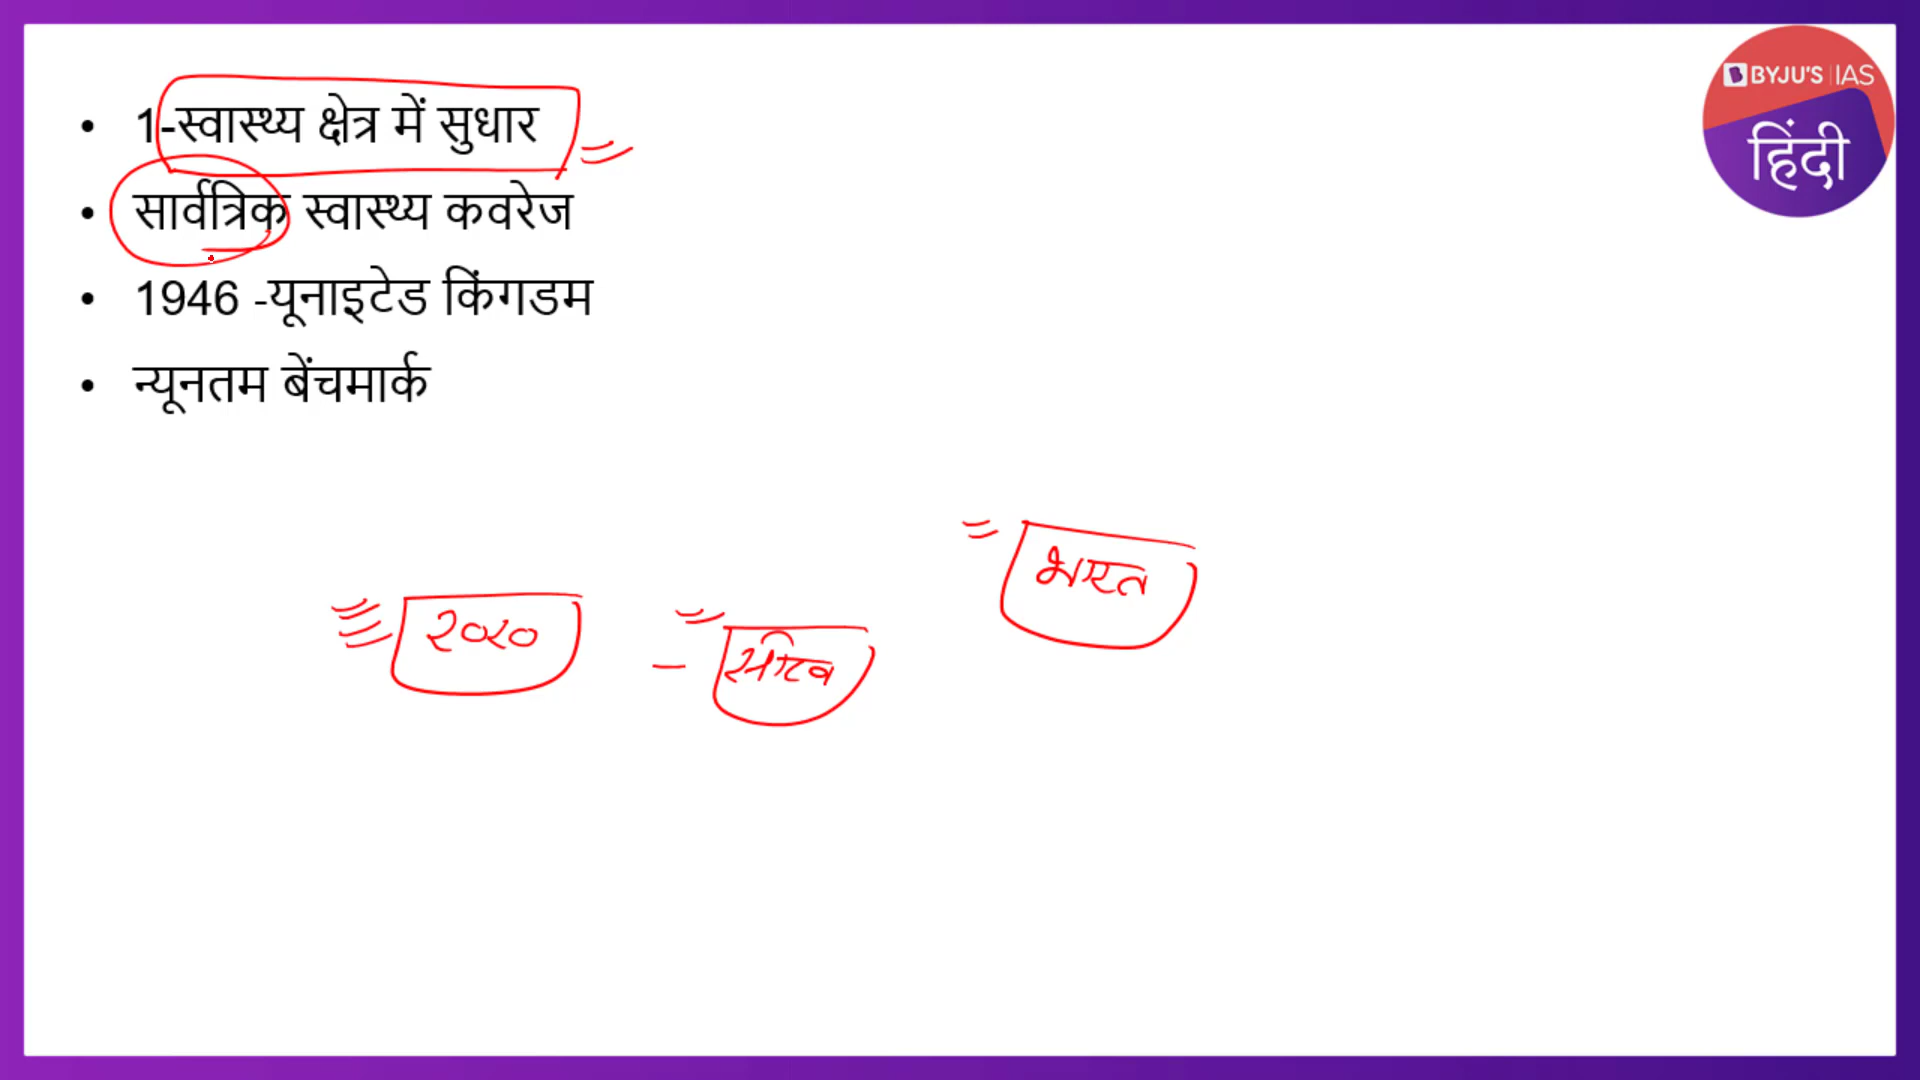 BYJU'S IAS
हिंदी
1-स्वास्थ्य क्षेत्र में सुधार
सार्वत्रिक स्वास्थ्य कवरेज
1946 -यूनाइटेड किंगडम
न्यूनतम बेंचमार्क
भारत
२०२०